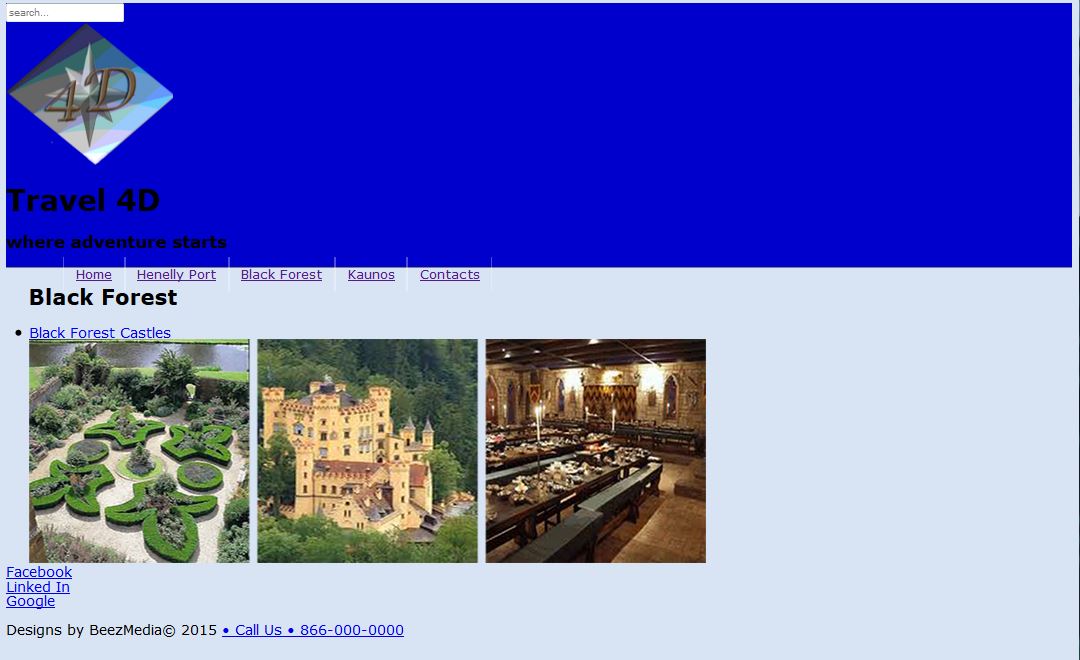 search...
4D
Travel 4D
where adventure starts
Home Henelly Port Black Forest Kaunos Contacts
Black Forest
• Black Forest Castles
Facebook
Linked In
Google
Designs by BeezMedia© 2015 • Call Us • 866-000-0000